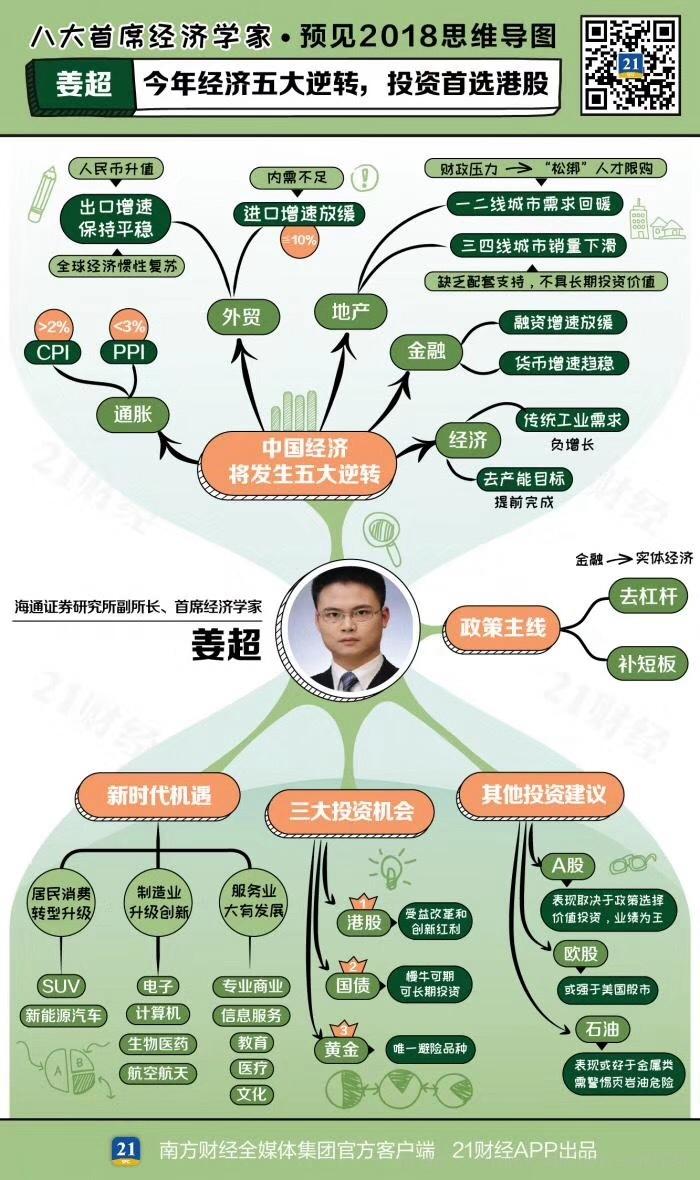 八大首席经济学家·预见2018思维导图
21
姜超
今年经济五大逆转，投资首选港股
人民币升值
出口增速
保持平稳
全球经济惯性复苏
内需不足
进口增速放缓
≤10%
外贸
财政压力
“松绑”人才限购
一二线城市需求回暖
三四线城市销量下滑
缺乏配套支持，不具长期投资价值
地产
>2%
CPI
<3%
PPI
通胀
金融
融资增速放缓
货币增速趋稳
经济
传统工业需求
负增长
去产能目标
提前完成
中国经济
将发生五大逆转
海通证券研究所副所长、首席经济学家
姜超
政策主线
金融
实体经济
去杠杆
补短板
新时代机遇
居民消费
转型升级
SUV
新能源汽车
制造业
升级创新
电子
计算机
生物医药
航空航天
服务业
大有发展
专业商业
信息服务
教育
医疗
文化
A
B
三大投资机会
1
港股
受益改革和
创新红利
2
国债
慢牛可期
可长期投资
3
黄金
唯一避险品种
其他投资建议
A股
表现取决于政策选择
价值投资，业绩为王
欧股
或强于美国股市
石油
表现或好于金属类
需警惕页岩油危险
21财经
21财经
21财经
21财经
21
南方财经全媒体集团官方客户端 21财经APP出品